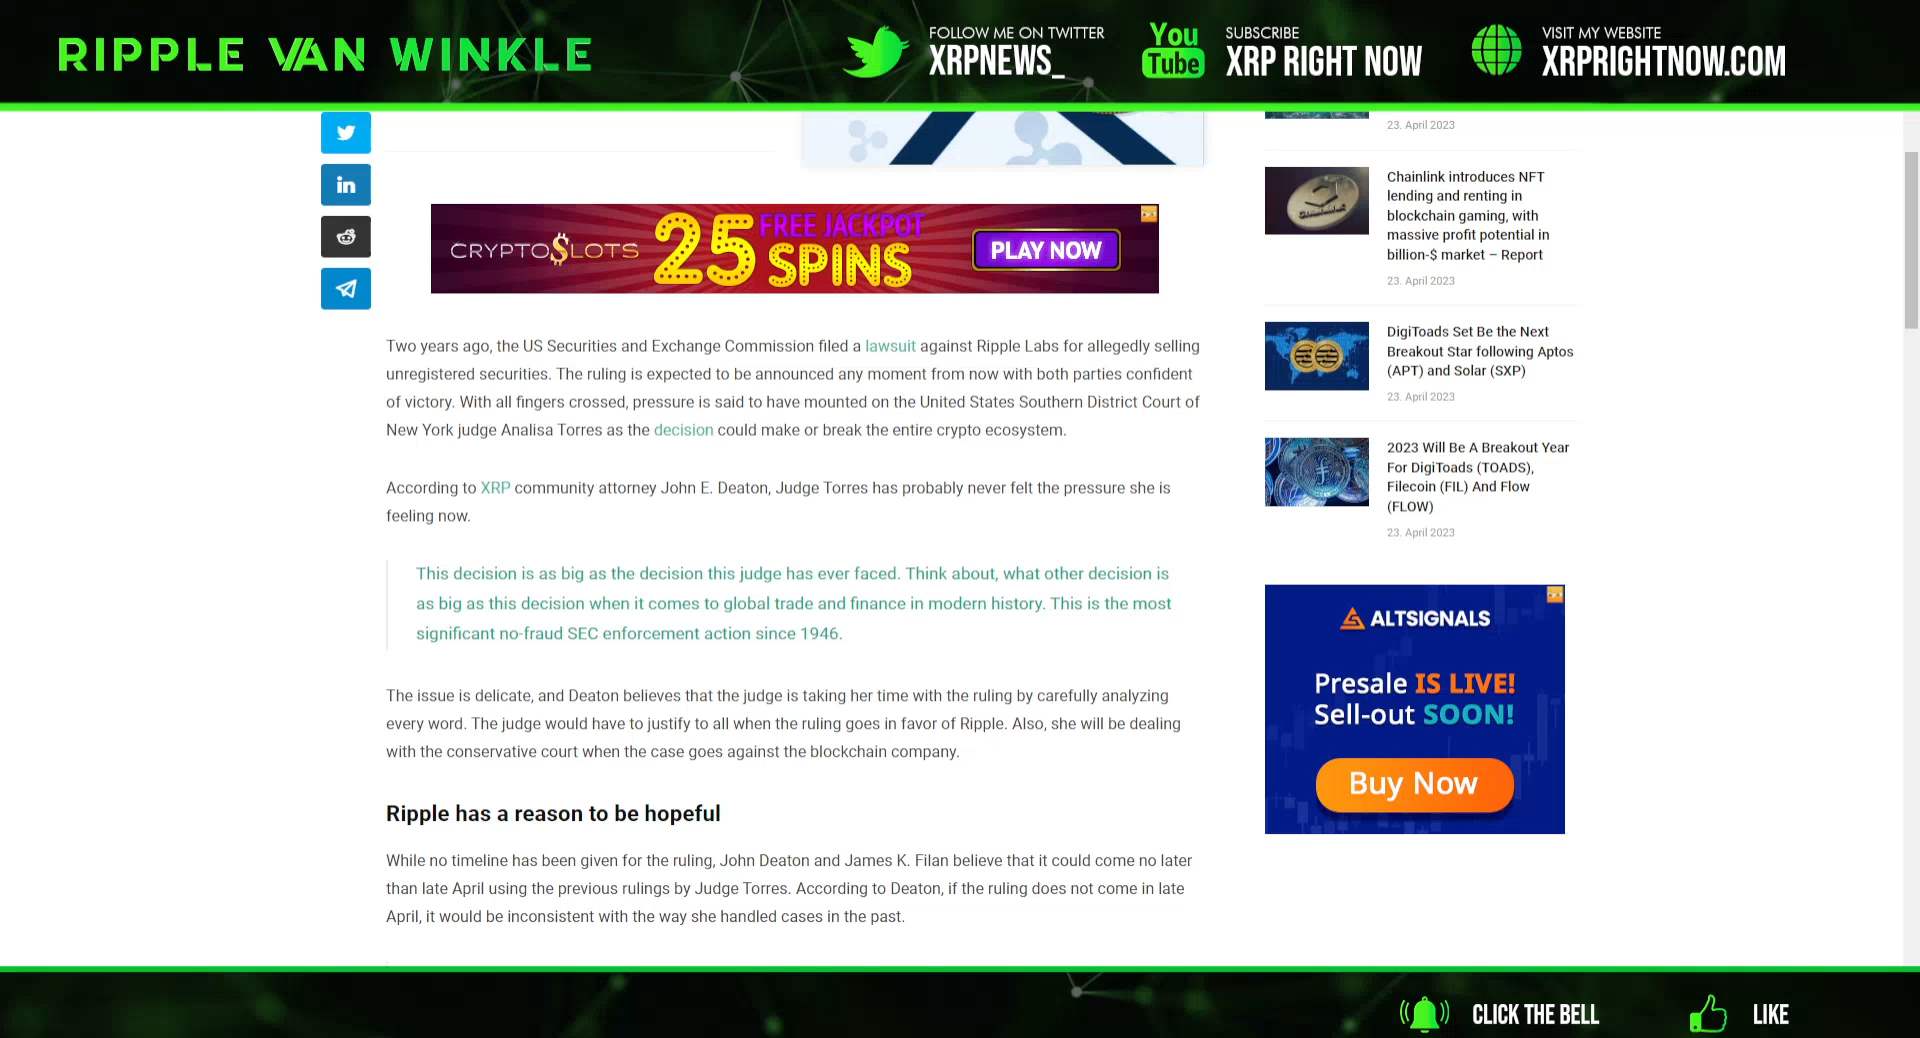 RIPPLE VAN WINKLE
FOLLOW ME ON TWITTER
XRPNEWS_
You
Tube
SUBSCRIBE
XRP RIGHT NOW
VISIT MY WEBSITE
XRPRIGHTNOW.COM
in
CRYPTO$LOTS
25
FREE JACKPOT
SPINS
PLAY NOW
Two years ago, the US Securities and Exchange Commission filed a lawsuit against Ripple Labs for allegedly selling
unregistered securities. The ruling is expected to be announced any moment from now with both parties confident
of victory. With all fingers crossed, pressure is said to have mounted on the United States Southern District Court of
New York judge Analisa Torres as the decision could make or break the entire crypto ecosystem.
According to XRP community attorney John E. Deaton, Judge Torres has probably never felt the pressure she is
feeling now.
This decision is as big as the decision this judge has ever faced. Think about, what other decision is
as big as this decision when it comes to global trade and finance in modern history. This is the most
significant no-fraud SEC enforcement action since 1946.
The issue is delicate, and Deaton believes that the judge is taking her time with the ruling by carefully analyzing
every word. The judge would have to justify to all when the ruling goes in favor of Ripple. Also, she will be dealing
with the conservative court when the case goes against the blockchain company.
Ripple has a reason to be hopeful
While no timeline has been given for the ruling, John Deaton and James K. Filan believe that it could come no later
than late April using the previous rulings by Judge Torres. According to Deaton, if the ruling does not come in late
April, it would be inconsistent with the way she handled cases in the past.
23. April 2023
Chainlink introduces NFT
lending and renting in
blockchain gaming, with
massive profit potential in
billion-$ market – Report
23. April 2023
DigiToads Set Be the Next
Breakout Star following Aptos
(APT) and Solar (SXP)
23. April 2023
2023 Will Be A Breakout Year
For DigiToads (TOADS),
Filecoin (FIL) And Flow
(FLOW)
23. April 2023
ALTSIGNALS
Presale IS LIVE!
Sell-out SOON!
Buy Now
CLICK THE BELL
LIKE